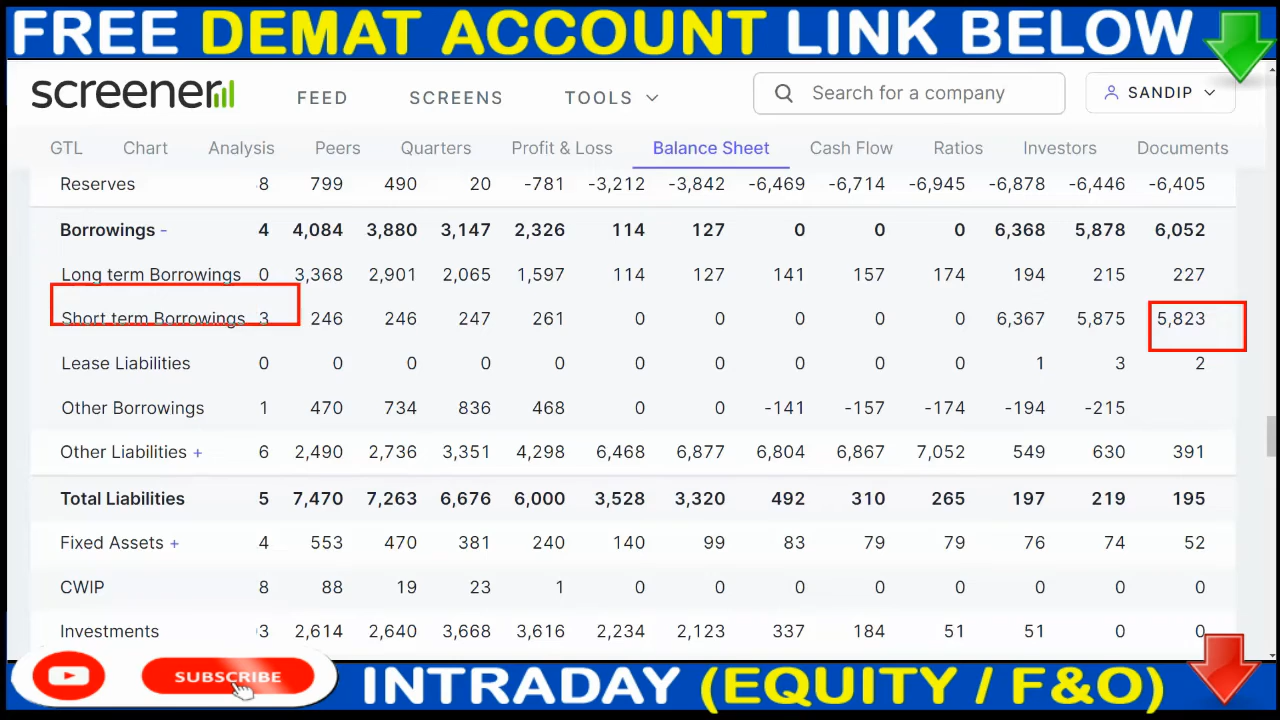 FREE DEMAT ACCOUNT LINK BELOW
screener FEED SCREENS TOOLS Search for a company SANDIP
GTL Chart Analysis Peers Quarters Profit & Loss Balance Sheet Cash Flow Ratios Investors Documents
Reserves 8 799 490 20 -781 -3,212 -3,842 -6,469 -6,714 -6,945 -6,878 -6,446 -6,405
Borrowings - 4 4,084 3,880 3,147 2,326 114 127 0 0 0 6,368 5,878 6,052
Long term Borrowings 0 3,368 2,901 2,065 1,597 114 127 141 157 174 194 215 227
Short term Borrowings 3 246 246 247 261 0 0 0 0 0 6,367 5,875 5,823
Lease Liabilities 0 0 0 0 0 0 0 0 0 0 1 3 2
Other Borrowings 1 470 734 836 468 0 0 -141 -157 -174 -194 -215
Other Liabilities + 6 2,490 2,736 3,351 4,298 6,468 6,877 6,804 6,867 7,052 549 630 391
Total Liabilities 5 7,470 7,263 6,676 6,000 3,528 3,320 492 310 265 197 219 195
Fixed Assets + 4 553 470 381 240 140 99 83 79 79 76 74 52
CWIP 8 88 19 23 1 0 0 0 0 0 0 0 0
Investments 3 2,614 2,640 3,668 3,616 2,234 2,123 337 184 51 51 0 0
SUBSCRIBE INTRADAY (EQUITY / F&O)